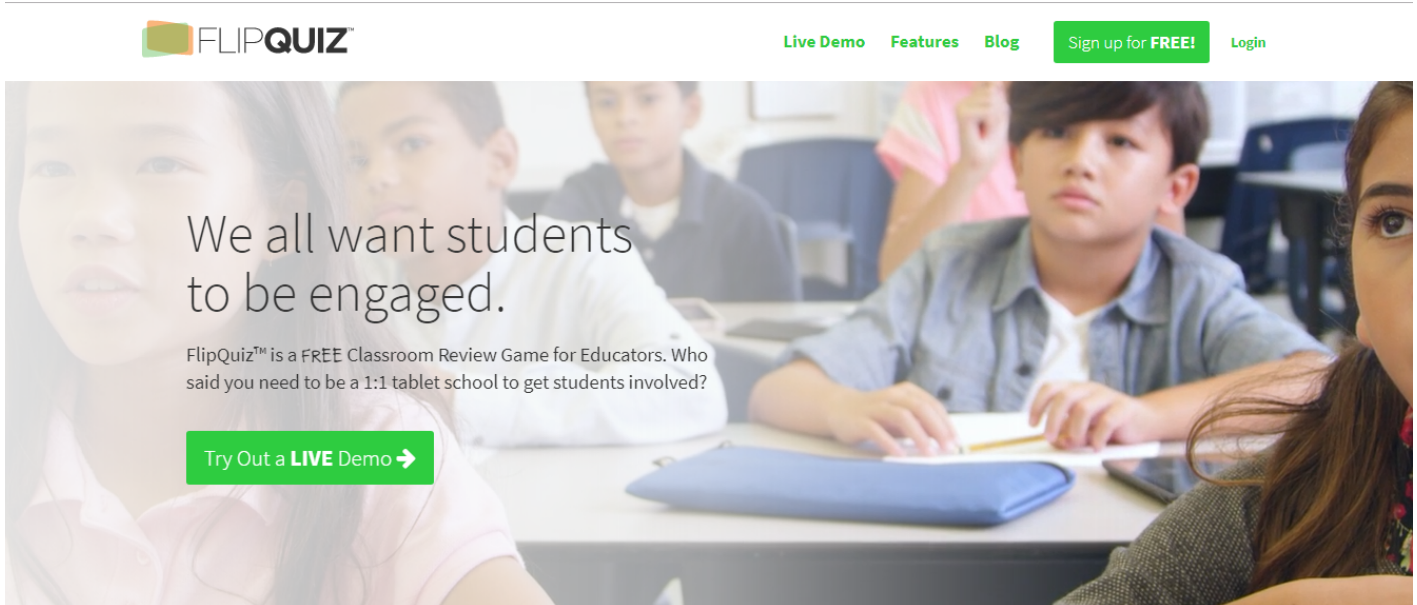 FLIPQUIZ™
Live Demo
Features
Blog
Sign up for FREE!
Login
We all want students
to be engaged.
FlipQuiz™ is a FREE Classroom Review Game for Educators. Who
said you need to be a 1:1 tablet school to get students involved?
Try Out a LIVE Demo